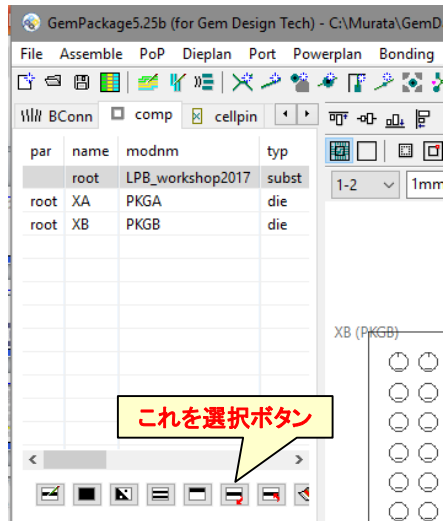 GemPackage5.25b (for Gem Design Tech) - C:\Murata\GemD
File Assemble PoP Dieplan Port Powerplan Bonding
BConn comp cellpin
par name modnm typ
root LPB_workshop2017 subst
root XA PKGA die
root XB PKGB die
1-2 1mm
XB (PKGB)
これを選択ボタン